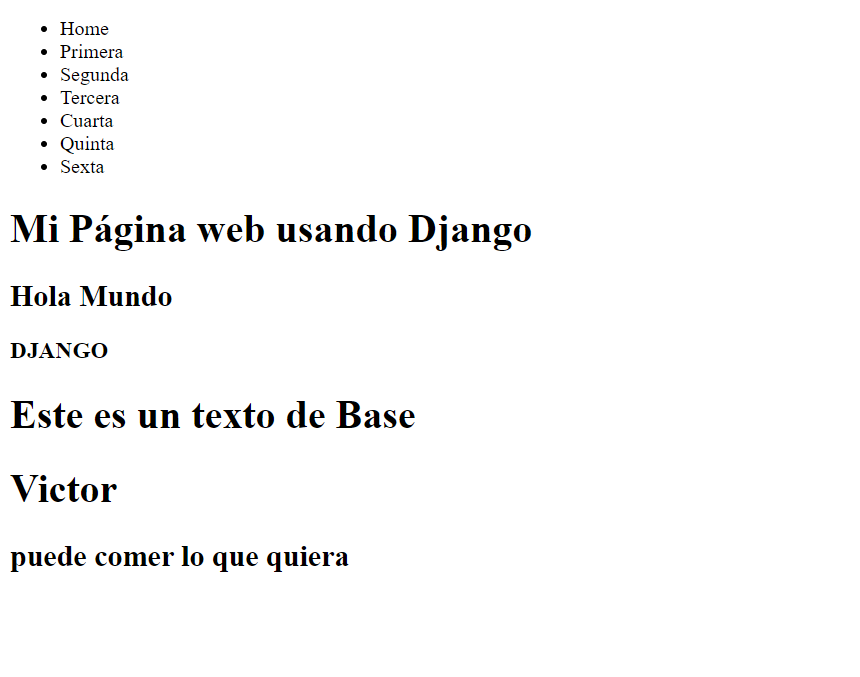 Home
Primera
Segunda
Tercera
Cuarta
Quinta
Sexta
Mi Página web usando Django
Hola Mundo
DJANGO
Este es un texto de Base
Victor
puede comer lo que quiera